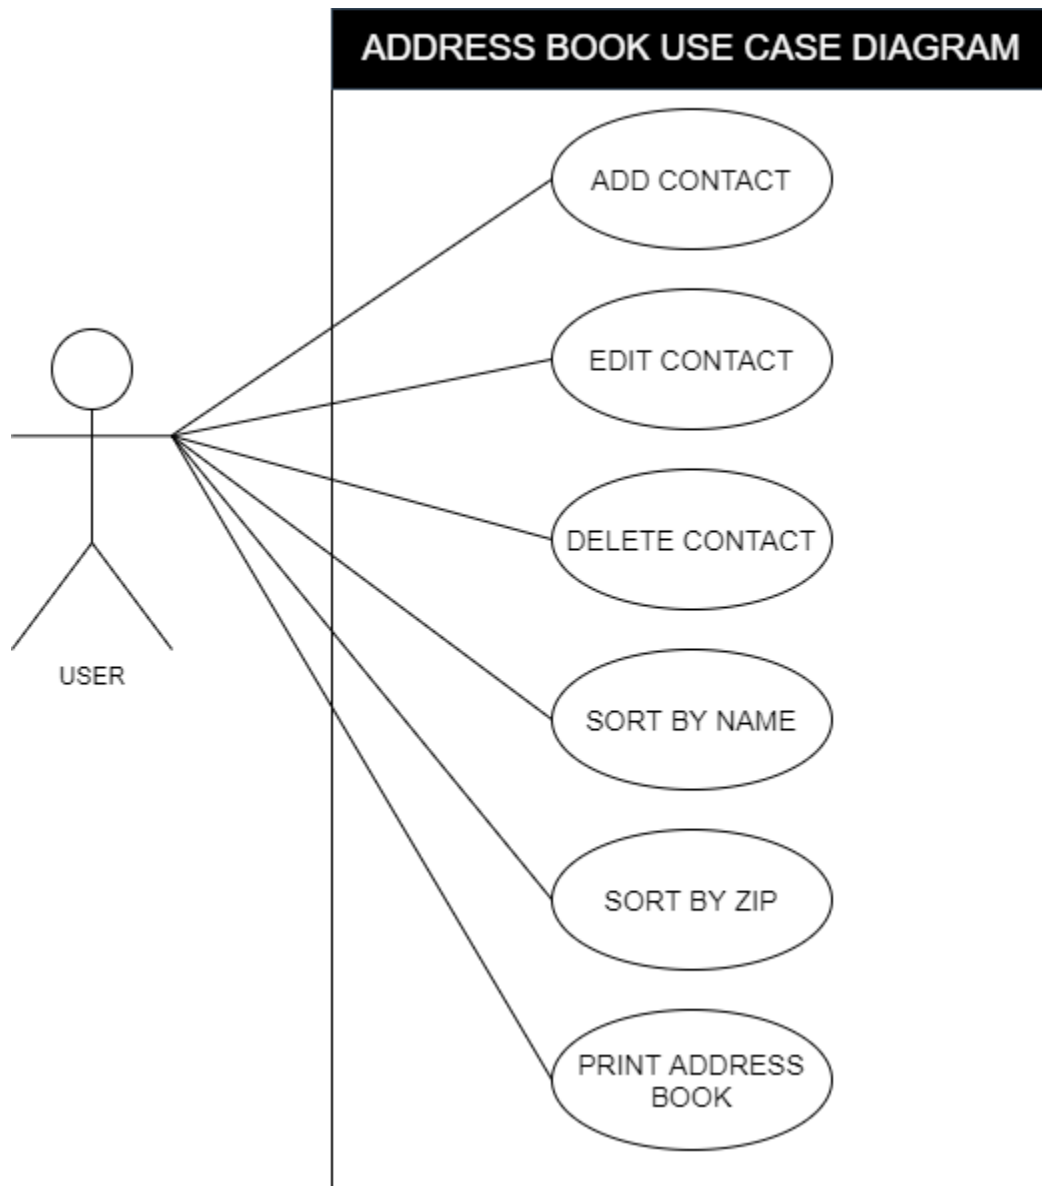 ADDRESS BOOK USE CASE DIAGRAM
ADD CONTACT
EDIT CONTACT
DELETE CONTACT
USER
SORT BY NAME
SORT BY ZIP
PRINT ADDRESS
BOOK